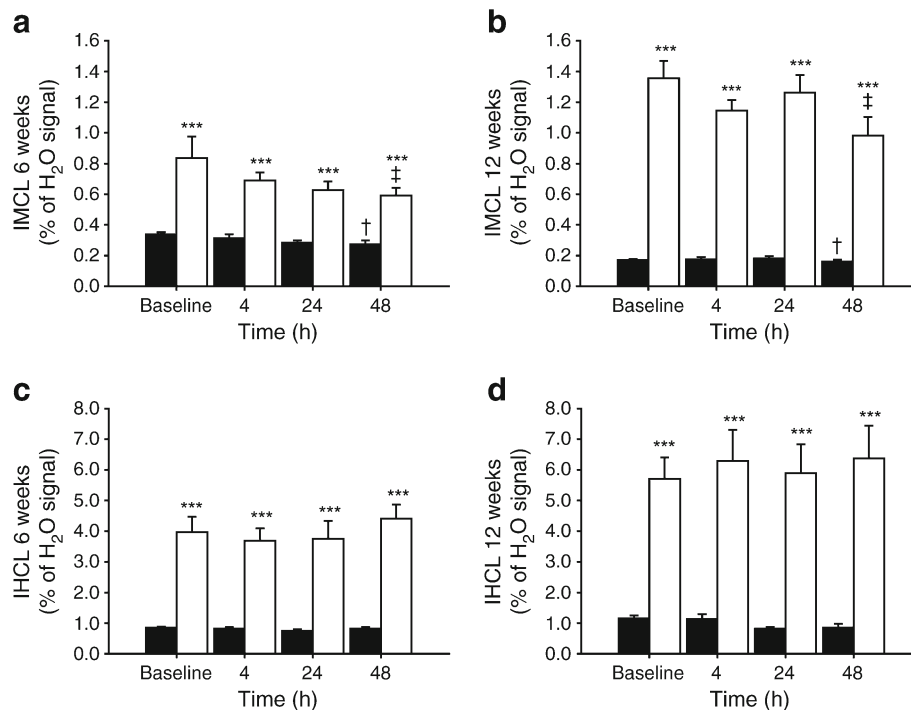 a
IMCL 6 weeks
(% of H2O signal)
1.6
1.4
1.2
1.0
0.8
0.6
0.4
0.2
0.0
***
***
***
***
‡
†
Baseline 4 24 48
Time (h)
b
IMCL 12 weeks
(% of H2O signal)
1.6
1.4
1.2
1.0
0.8
0.6
0.4
0.2
0.0
***
***
***
***
‡
†
Baseline 4 24 48
Time (h)
c
IHCL 6 weeks
(% of H2O signal)
8.0
7.0
6.0
5.0
4.0
3.0
2.0
1.0
0.0
***
***
***
***
Baseline 4 24 48
Time (h)
d
IHCL 12 weeks
(% of H2O signal)
8.0
7.0
6.0
5.0
4.0
3.0
2.0
1.0
0.0
***
***
***
***
Baseline 4 24 48
Time (h)